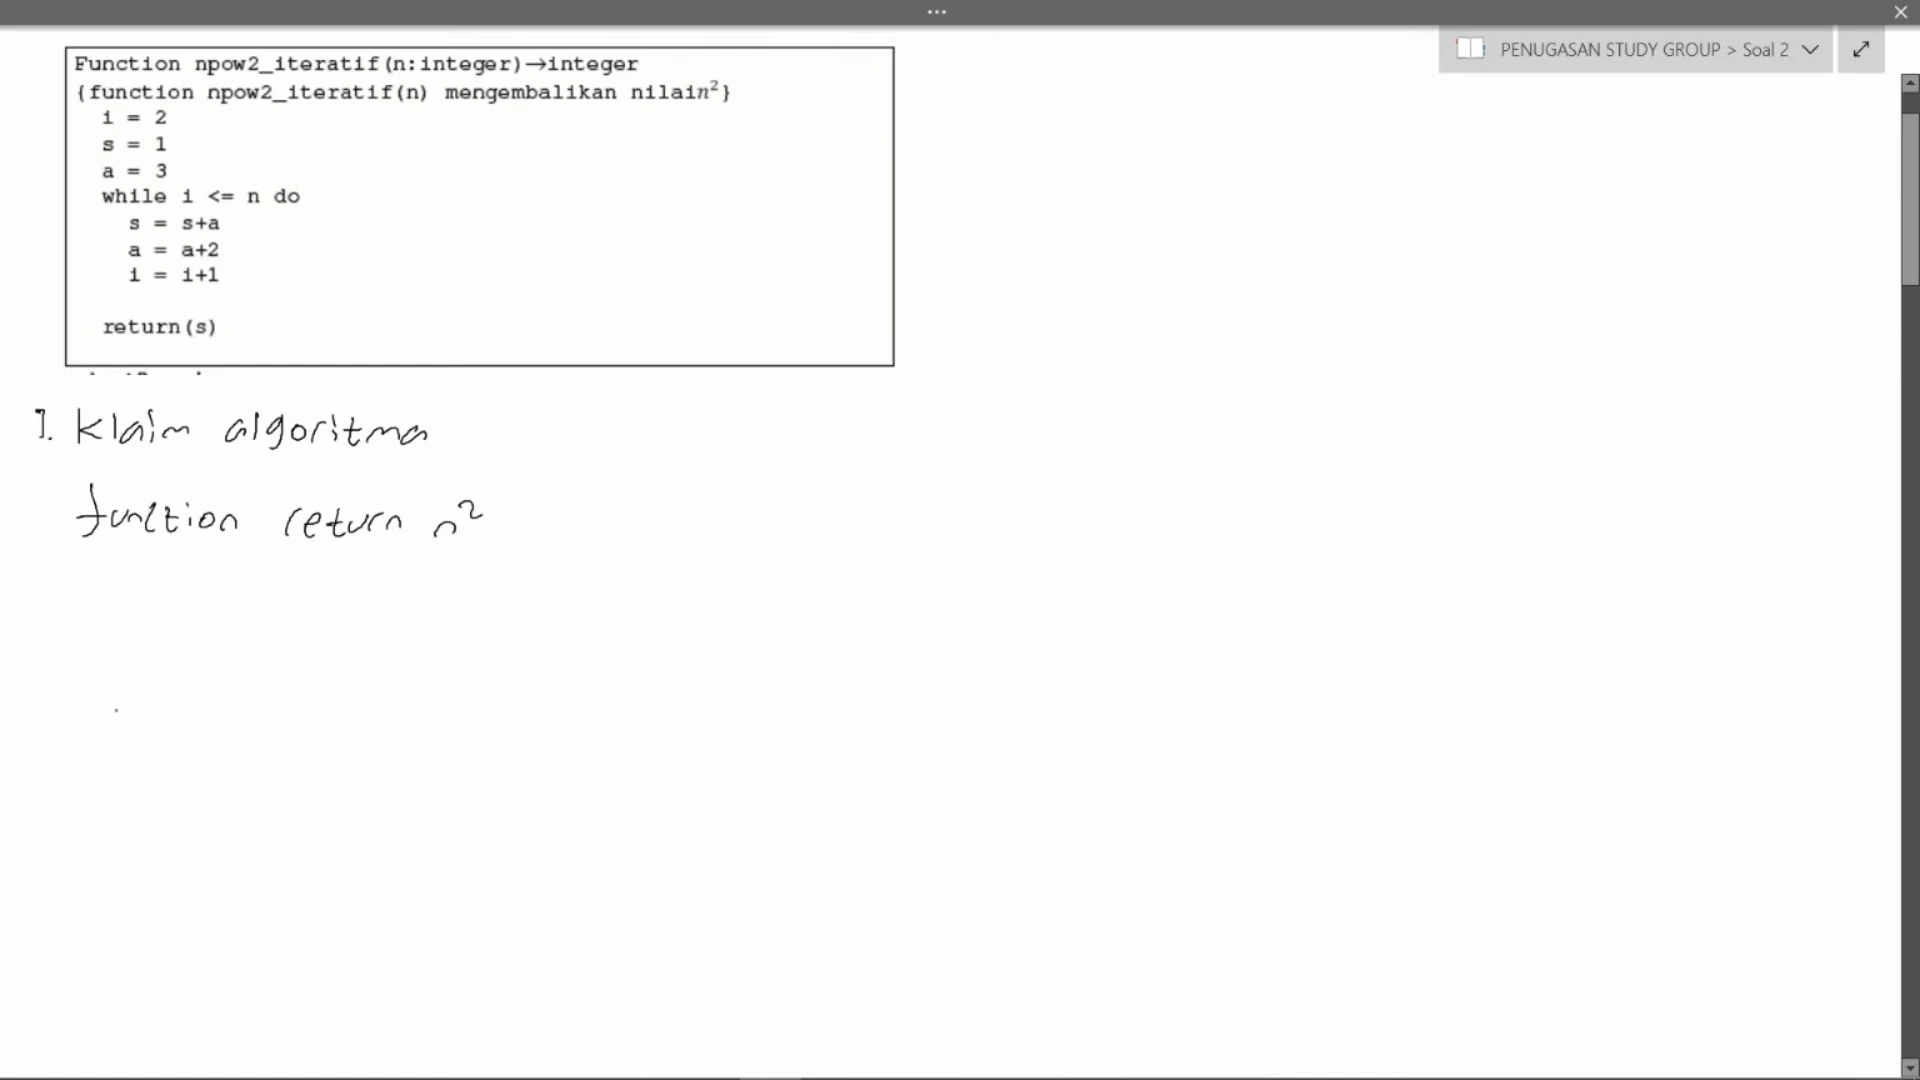 PENUGASAN STUDY GROUP > Soal 2
Function npow2_iteratif(n:integer)→integer
{function npow2_iteratif(n) mengembalikan nilain²}
i = 2
s = 1
a = 3
while i <= n do
s = s+a
a = a+2
i = i+1
return(s)
1. klaim algoritma
function return n²